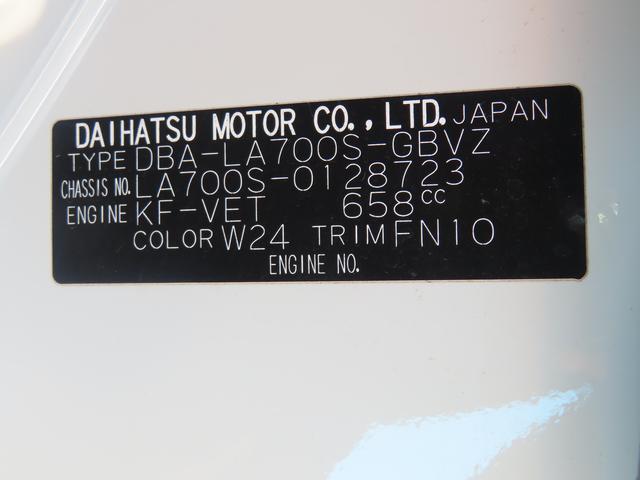 DAIHATSU MOTOR CO., LTD. JAPAN
TYPE DBA-LA700S-GBVZ
CHASSIS NO. LA700S-0128723
ENGINE KF-VET 658cc
COLOR W24 TRIM FN10
ENGINE NO.